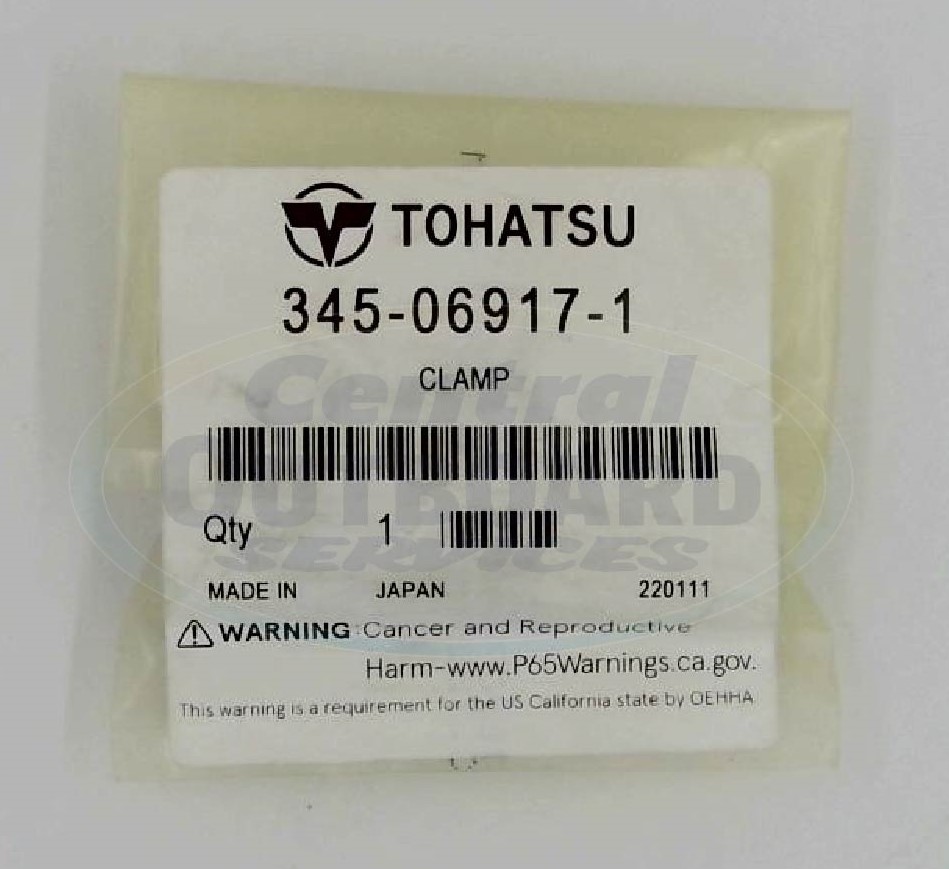 TOHATSU
345-06917-1
CLAMP
Central
OUTBOARD
SERVICES
Qty 1
MADE IN JAPAN 220111
WARNING: Cancer and Reproductive
Harm-www.P65Warnings.ca.gov.
This warning is a requirement for the US California state by OEHHA